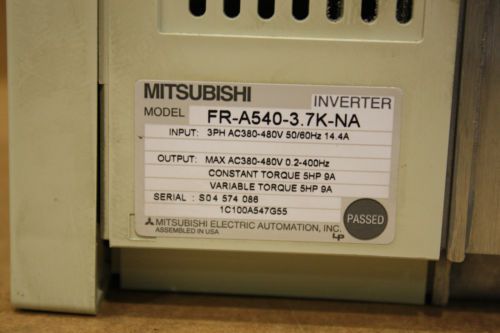 MITSUBISHI INVERTER
MODEL FR-A540-3.7K-NA
INPUT: 3PH AC380-480V 50/60Hz 14.4A
OUTPUT: MAX AC380-480V 0.2-400Hz
CONSTANT TORQUE 5HP 9A
VARIABLE TORQUE 5HP 9A
SERIAL : S04 574 086
1C100A547G55
PASSED
MITSUBISHI ELECTRIC AUTOMATION, INC.
ASSEMBLED IN USA
LP